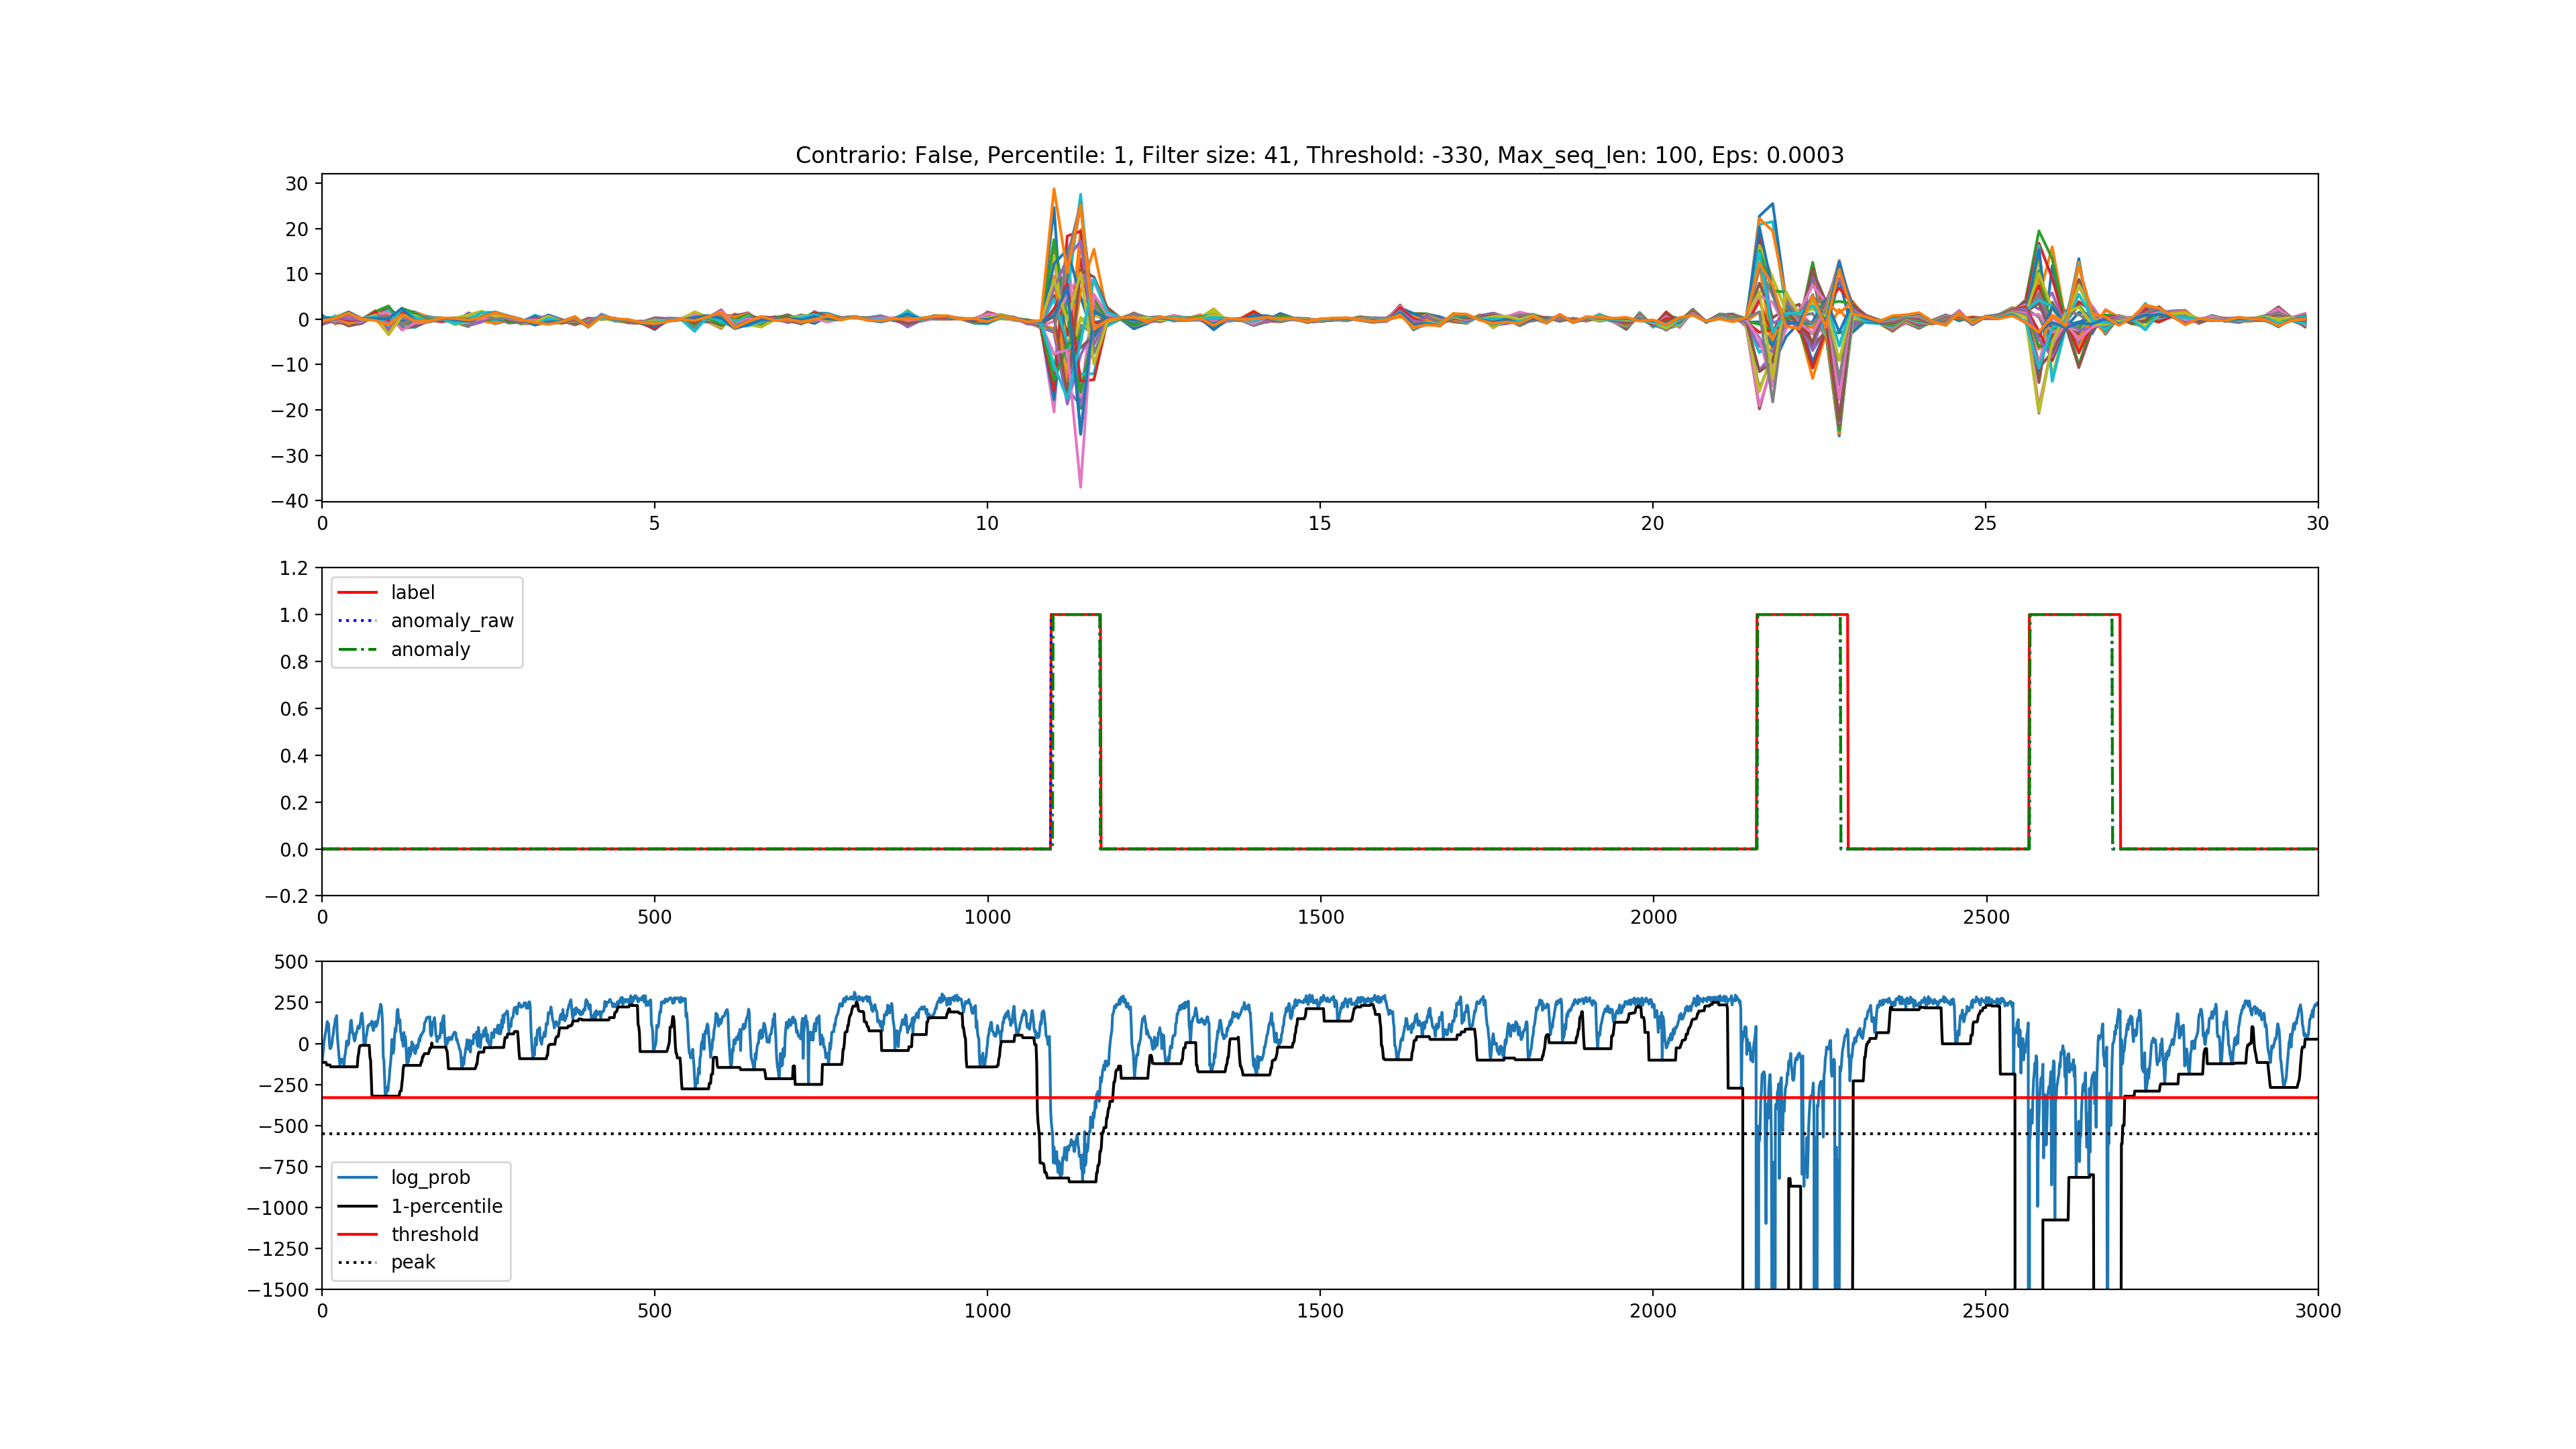 Contrario: False, Percentile: 1, Filter size: 41, Threshold: -330, Max_seq_len: 100, Eps: 0.0003
30
20
10
0
−10
−20
−30
−40
0 5 10 15 20 25 30
1.2
1.0
0.8
0.6
0.4
0.2
0.0
−0.2
label
anomaly_raw
anomaly
0 500 1000 1500 2000 2500
500
250
0
−250
−500
−750
−1000
−1250
−1500
log_prob
1-percentile
threshold
peak
0 500 1000 1500 2000 2500 3000